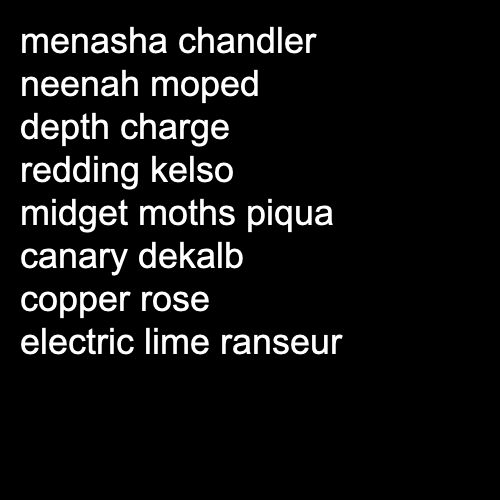 menasha chandler
neenah moped
depth charge
redding kelso
midget moths piqua
canary dekalb
copper rose
electric lime ranseur